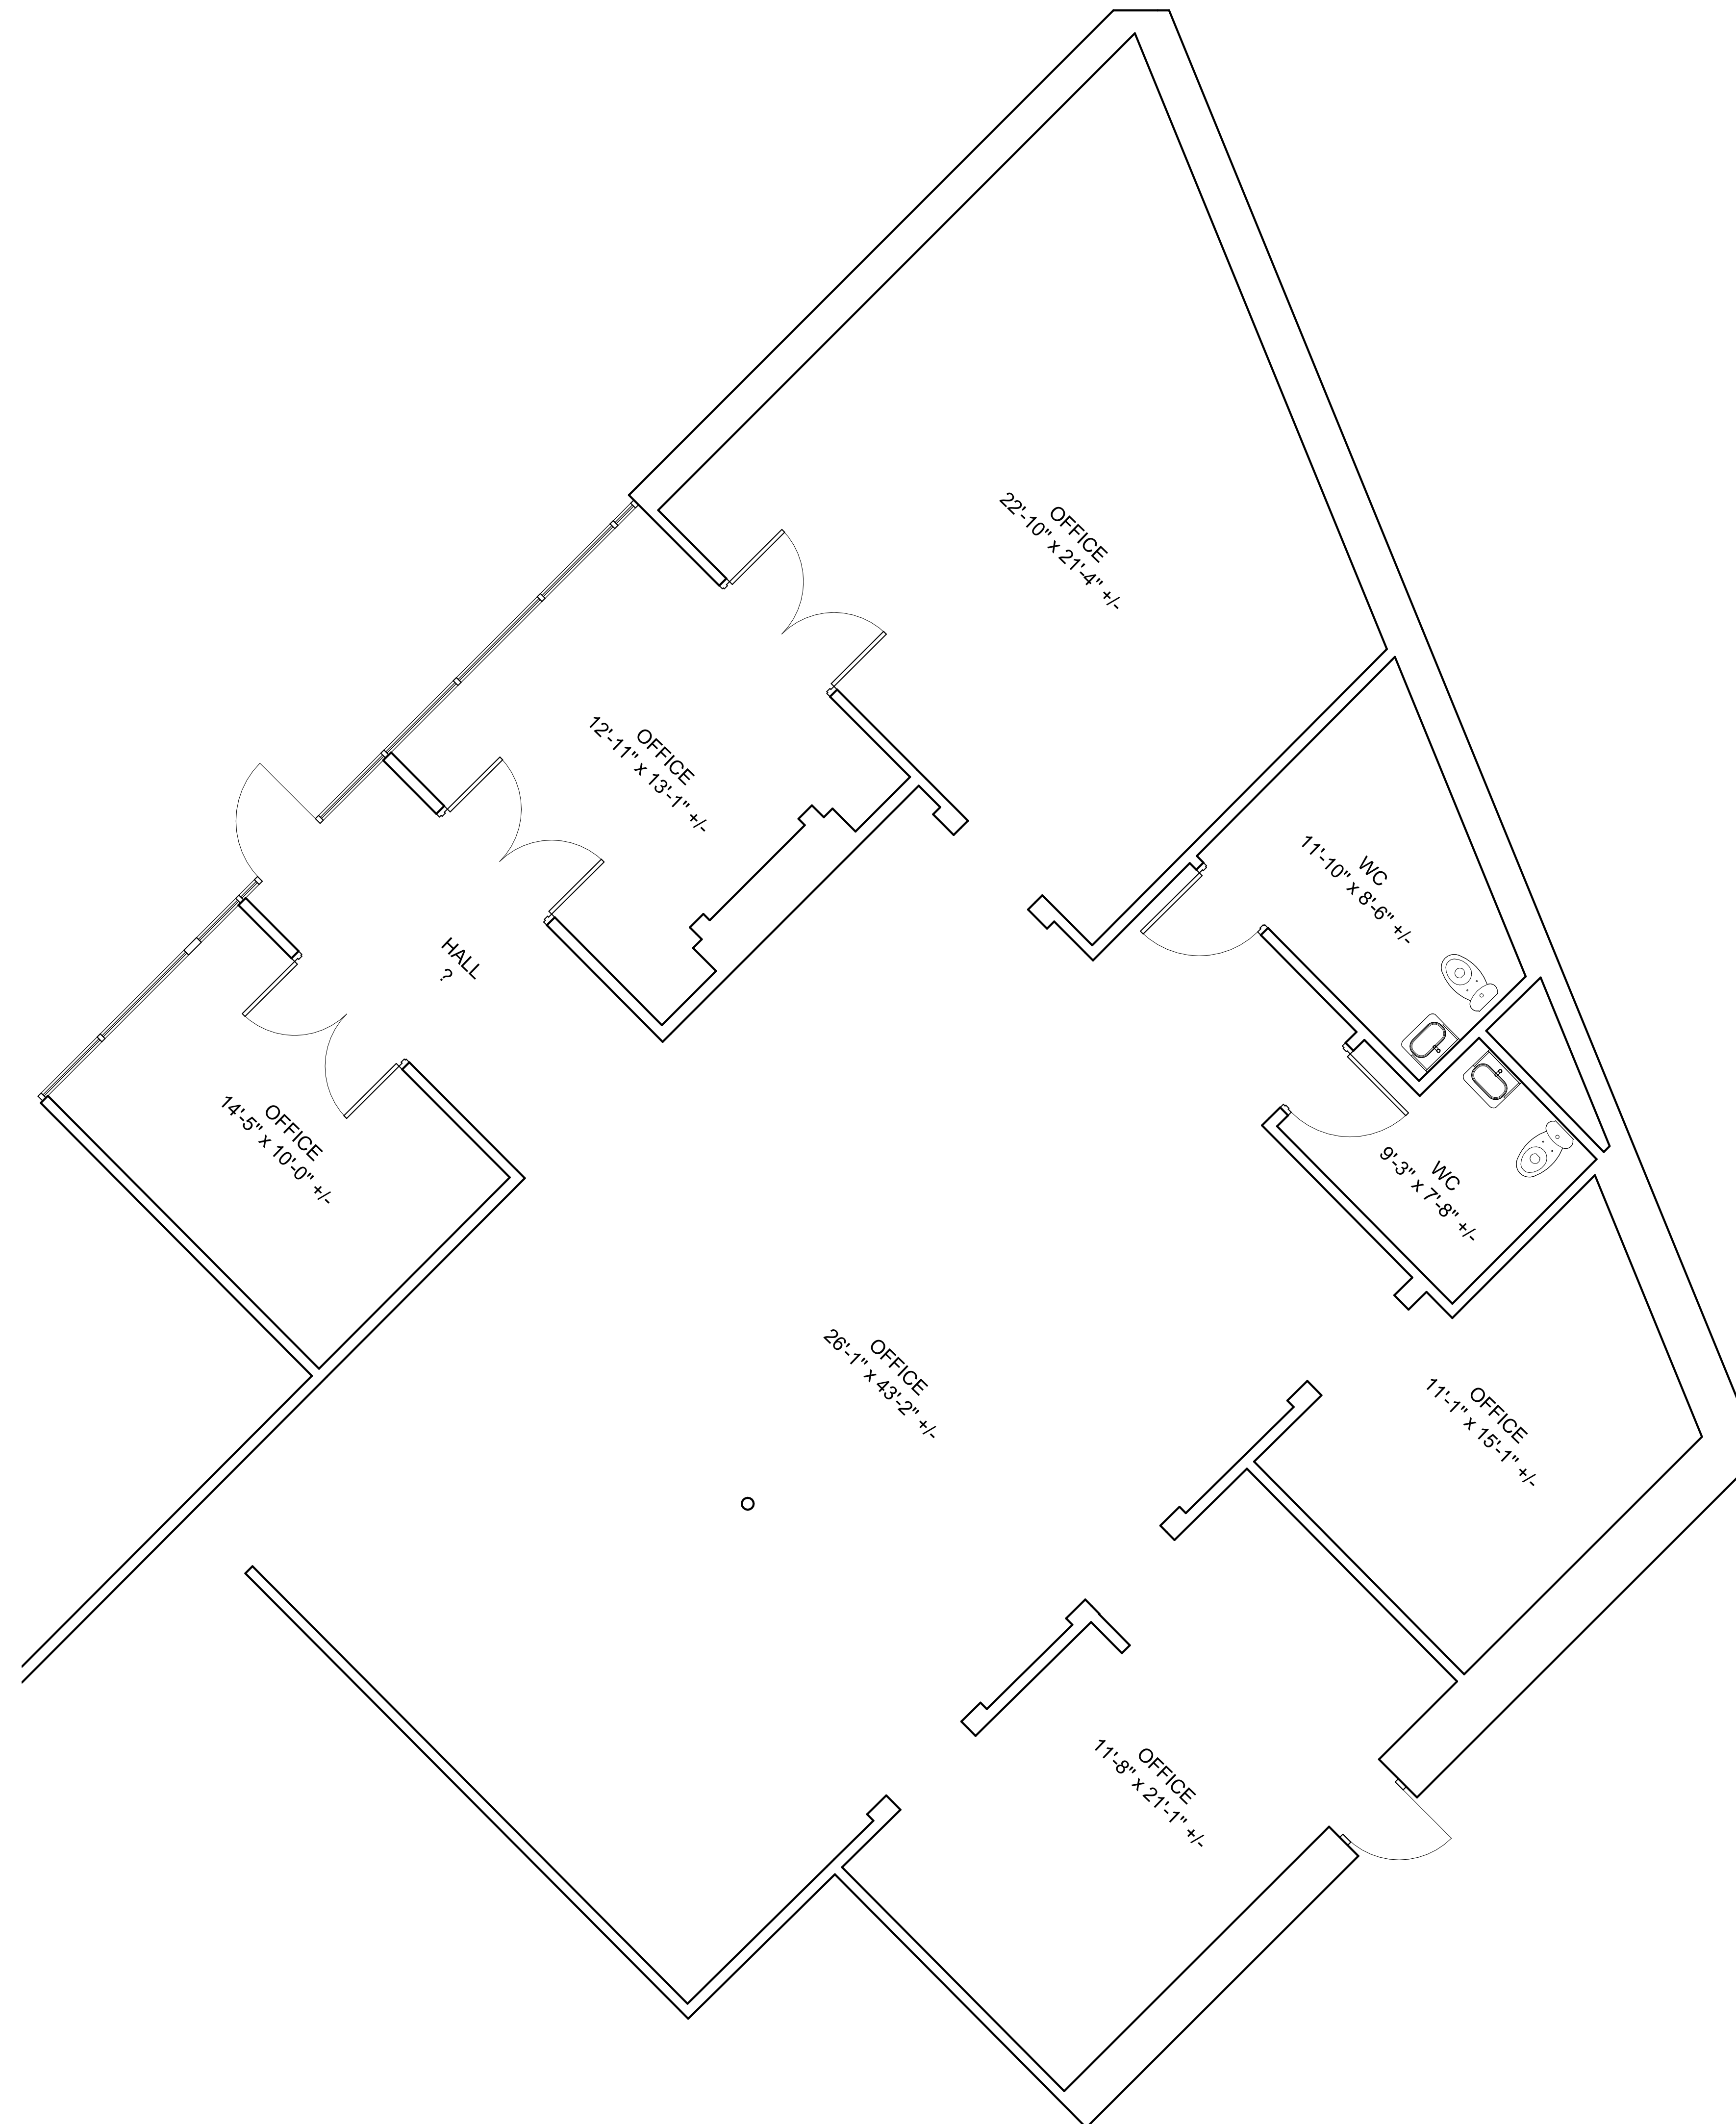 OFFICE
22'-10" x 21'-4" +/-
OFFICE
12'-11" x 13'-1" +/-
WC
11'-10" x 8'-6" +/-
HALL
?
OFFICE
14'-5" x 10'-0" +/-
WC
9'-3" x 7'-8" +/-
OFFICE
26'-1" x 43'-2" +/-
OFFICE
11'-1" x 15'-1" +/-
OFFICE
11'-8" x 21'-1" +/-